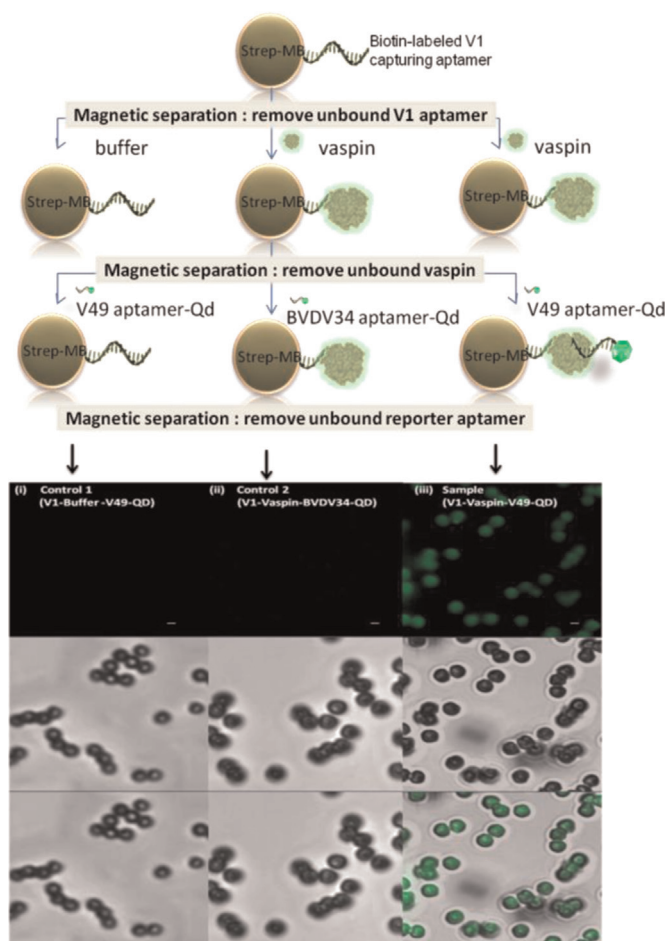 Strep-MB
Biotin-labeled V1
capturing aptamer
Magnetic separation : remove unbound V1 aptamer
buffer
vaspin
vaspin
Strep-MB
Strep-MB
Strep-MB
Magnetic separation : remove unbound vaspin
V49 aptamer-Qd
BVDV34 aptamer-Qd
V49 aptamer-Qd
Strep-MB
Strep-MB
Strep-MB
Magnetic separation : remove unbound reporter aptamer
(i) Control 1
(V1-Buffer -V49-QD)
(ii) Control 2
(V1-Vaspin-BVDV34-QD)
(iii) Sample
(V1-Vaspin-V49-QD)